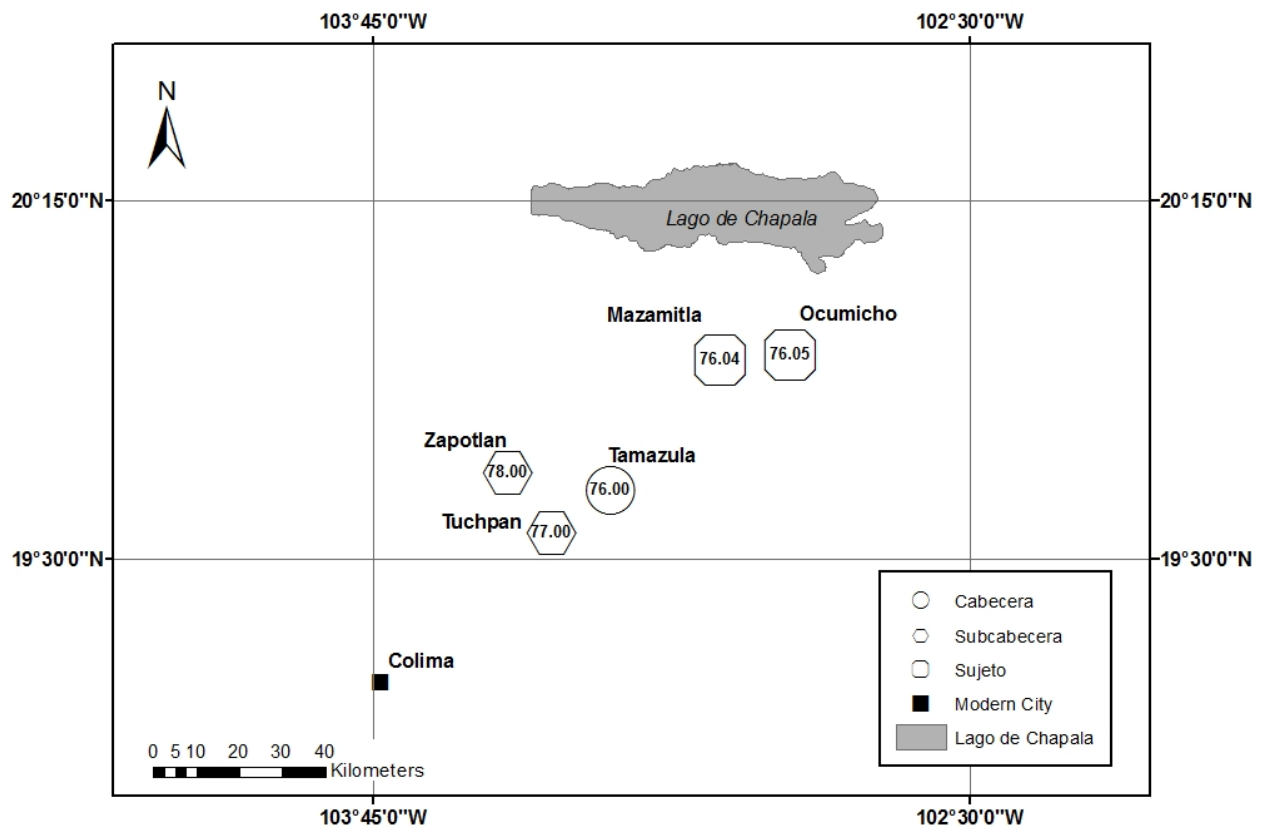 103°45'0"W 102°30'0"W
N
20°15'0"N 20°15'0"N
Lago de Chapala
Mazamitla Ocumicho
76.04 76.05
Zapotlan Tamazula
78.00 76.00
Tuchpan 77.00
19°30'0"N 19°30'0"N
Cabecera
Subcabecera
Colima
Sujeto
Modern City
Lago de Chapala
0 5 10 20 30 40
Kilometers
103°45'0"W 102°30'0"W